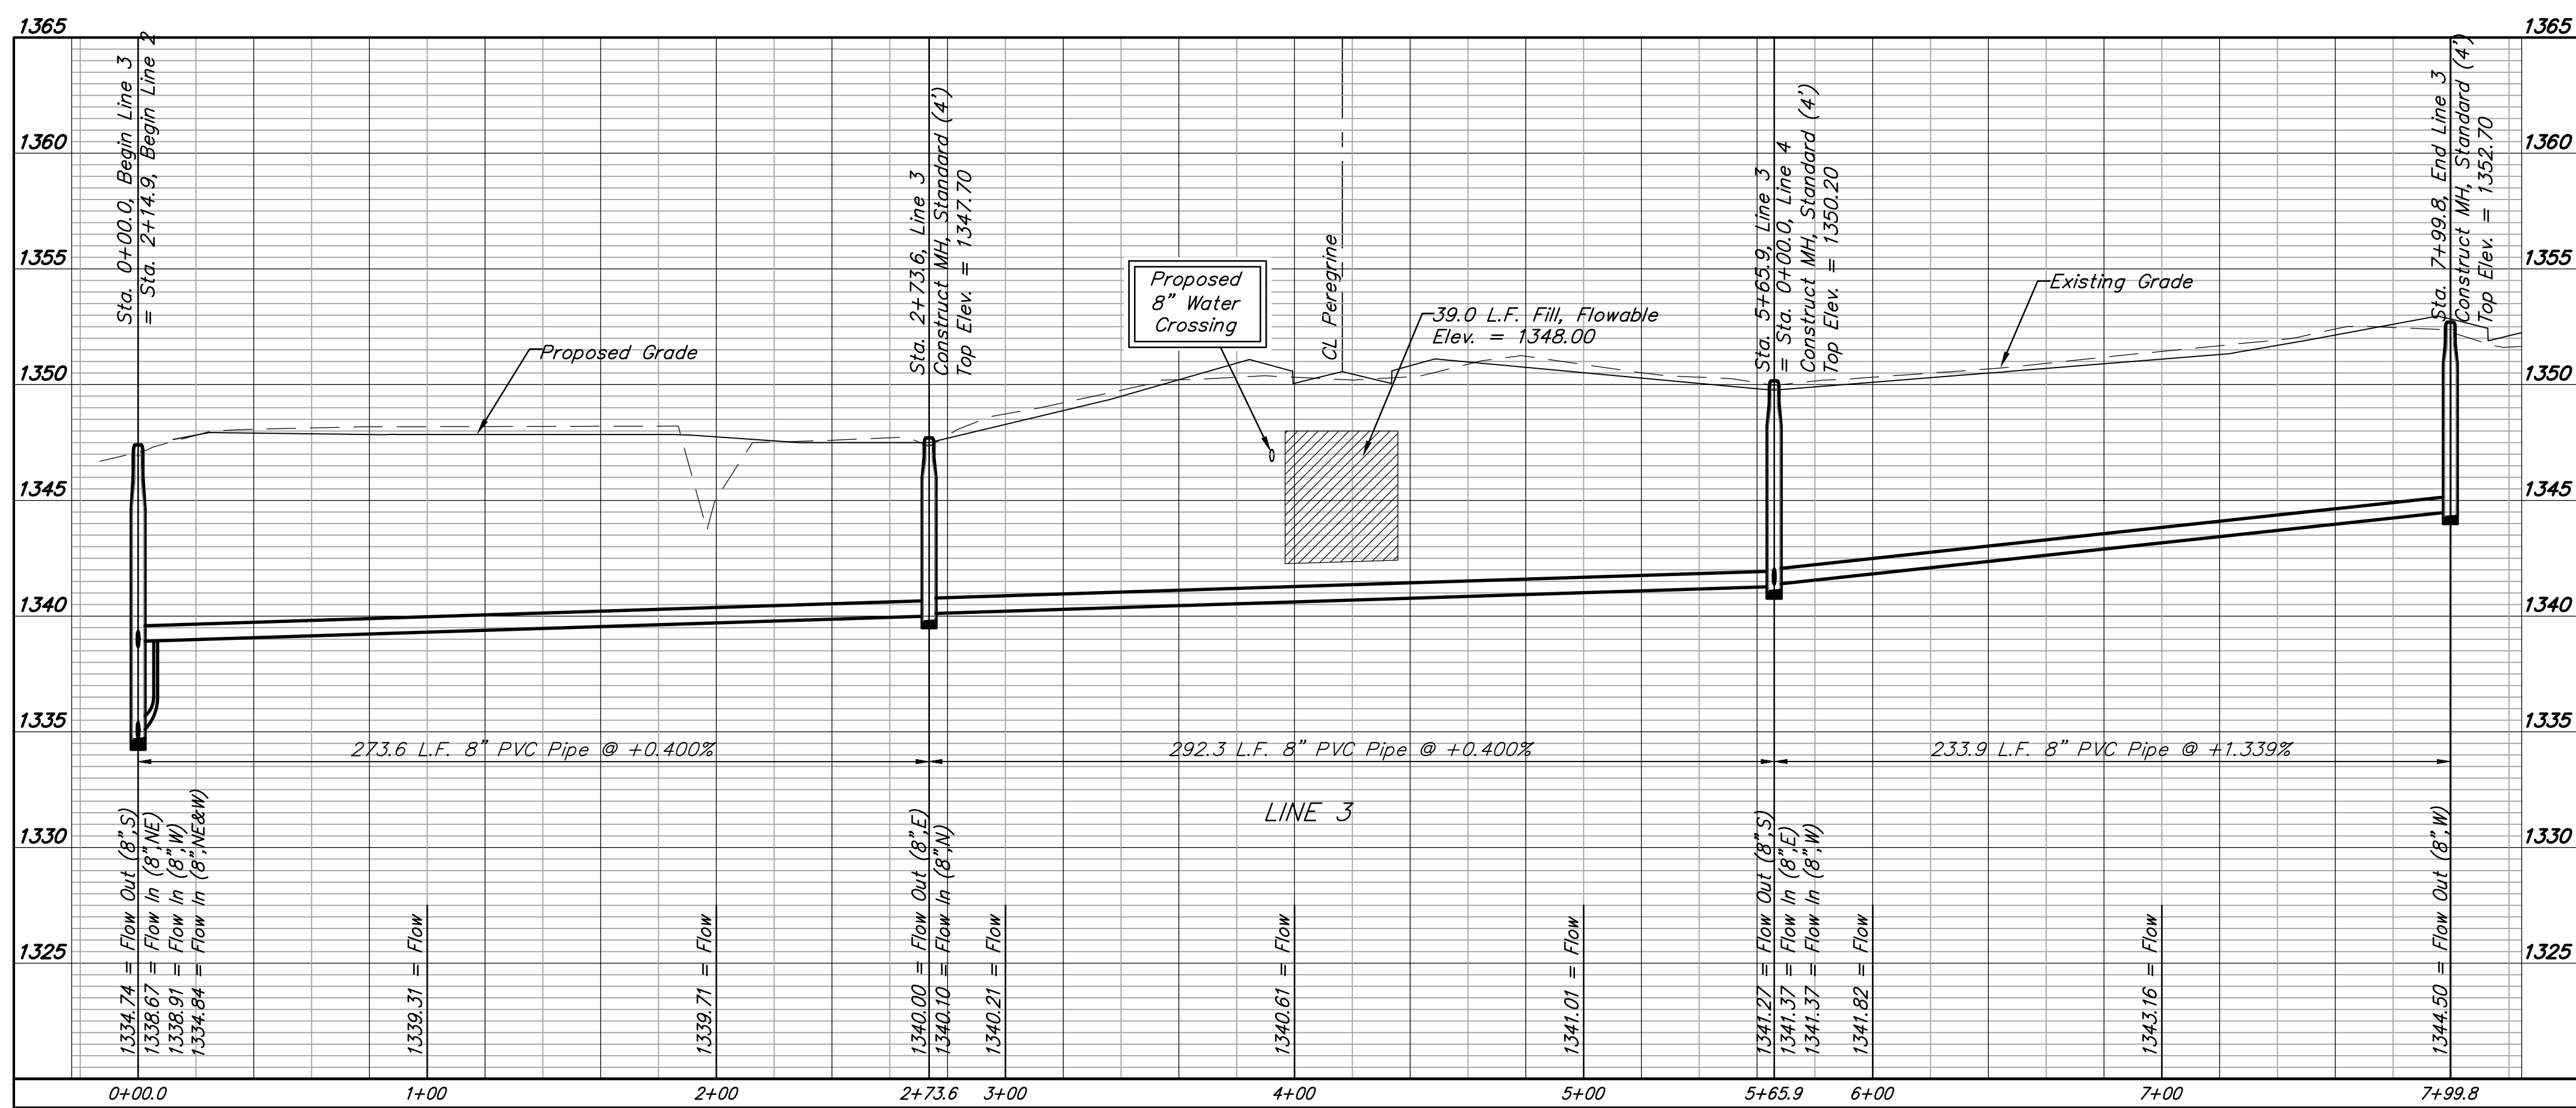 1365
1360
1355
1350
1345
1340
1335
1330
1325
Sta. 0+00.0, Begin Line 3
= Sta. 2+14.9, Begin Line 2
Sta. 2+73.6, Line 3
Construct MH, Standard (4')
Top Elev. = 1347.70
CL Peregrine
Sta. 5+65.9, Line 3
= Sta. 0+00.0, Line 4
Construct MH, Standard (4')
Top Elev. = 1350.20
Sta. 7+99.8, End Line 3
Construct MH, Standard (4')
Top Elev. = 1352.70
1365
1360
1355
1350
1345
1340
1335
1330
1325
Proposed
8" Water
Crossing
Existing Grade
39.0 L.F. Fill, Flowable
Elev. = 1348.00
Proposed Grade
273.6 L.F. 8" PVC Pipe @ +0.400%
292.3 L.F. 8" PVC Pipe @ +0.400%
233.9 L.F. 8" PVC Pipe @ +1.339%
LINE 3
1334.74 = Flow Out (8",S)
1338.67 = Flow In (8",NE)
1338.91 = Flow In (8",W)
1334.84 = Flow In (8",NE&W)
1339.31 = Flow
1339.71 = Flow
1340.00 = Flow Out (8",E)
1340.10 = Flow In (8",N)
1340.21 = Flow
1340.61 = Flow
1341.01 = Flow
1341.27 = Flow Out (8",S)
1341.37 = Flow In (8",E)
1341.37 = Flow In (8",W)
1341.82 = Flow
1343.16 = Flow
1344.50 = Flow Out (8",W)
0+00.0
1+00
2+00
2+73.6
3+00
4+00
5+00
5+65.9
6+00
7+00
7+99.8